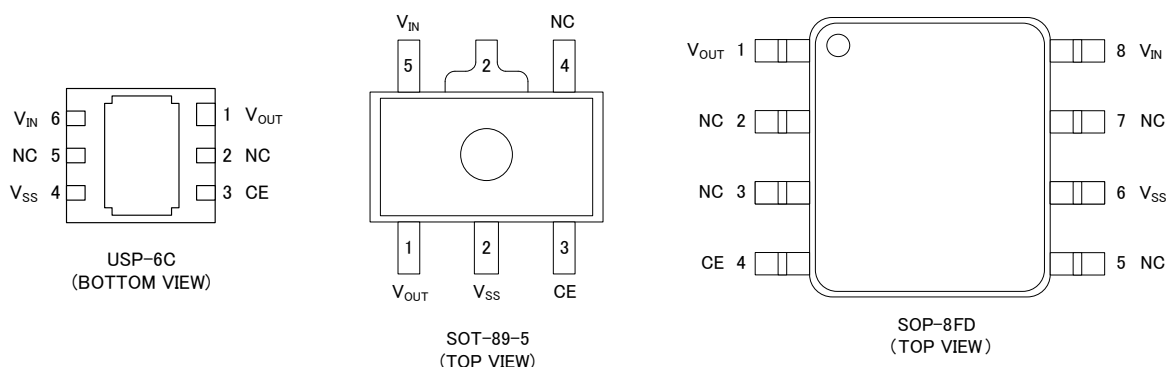 V_IN 6 1 V_OUT
NC 5 2 NC
V_SS 4 3 CE
USP-6C
(BOTTOM VIEW)
V_IN NC
5 2 4
1 2 3
V_OUT V_SS CE
SOT-89-5
(TOP VIEW)
V_OUT 1 8 V_IN
NC 2 7 NC
NC 3 6 V_SS
CE 4 5 NC
SOP-8FD
(TOP VIEW)